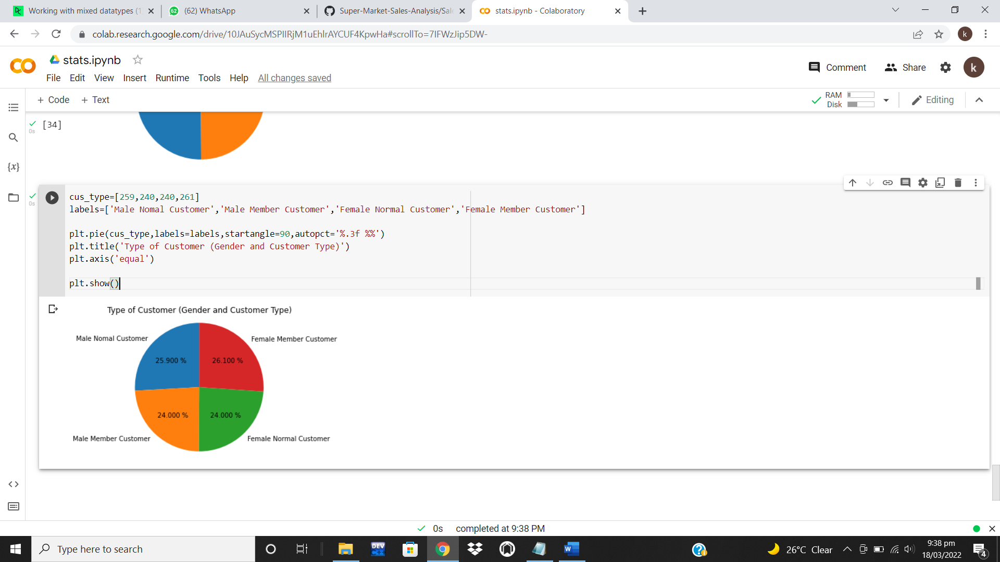 Working with mixed datatypes (1
(62) WhatsApp
Super-Market-Sales-Analysis/Sal
stats.ipynb - Colaboratory
colab.research.google.com/drive/10JAuSycMSPIIRjM1uEhlrAYCUF4KpwHa#scrollTo=7IFWzJip5DW-
k
stats.ipynb
Comment
Share
k
File Edit View Insert Runtime Tools Help All changes saved
+ Code + Text
RAM
Disk
Editing
[34]
0s
{x}
0s
cus_type=[259,240,240,261]
labels=['Male Nomal Customer','Male Member Customer','Female Normal Customer','Female Member Customer']
plt.pie(cus_type,labels=labels,startangle=90,autopct='%.3f %%')
plt.title('Type of Customer (Gender and Customer Type)')
plt.axis('equal')
plt.show()
Type of Customer (Gender and Customer Type)
Male Nomal Customer
Female Member Customer
25.900 %
26.100 %
24.000 %
24.000 %
Male Member Customer
Female Normal Customer
0s completed at 9:38 PM
Type here to search
DEV C++
W
26°C Clear
9:38 pm
18/03/2022
4